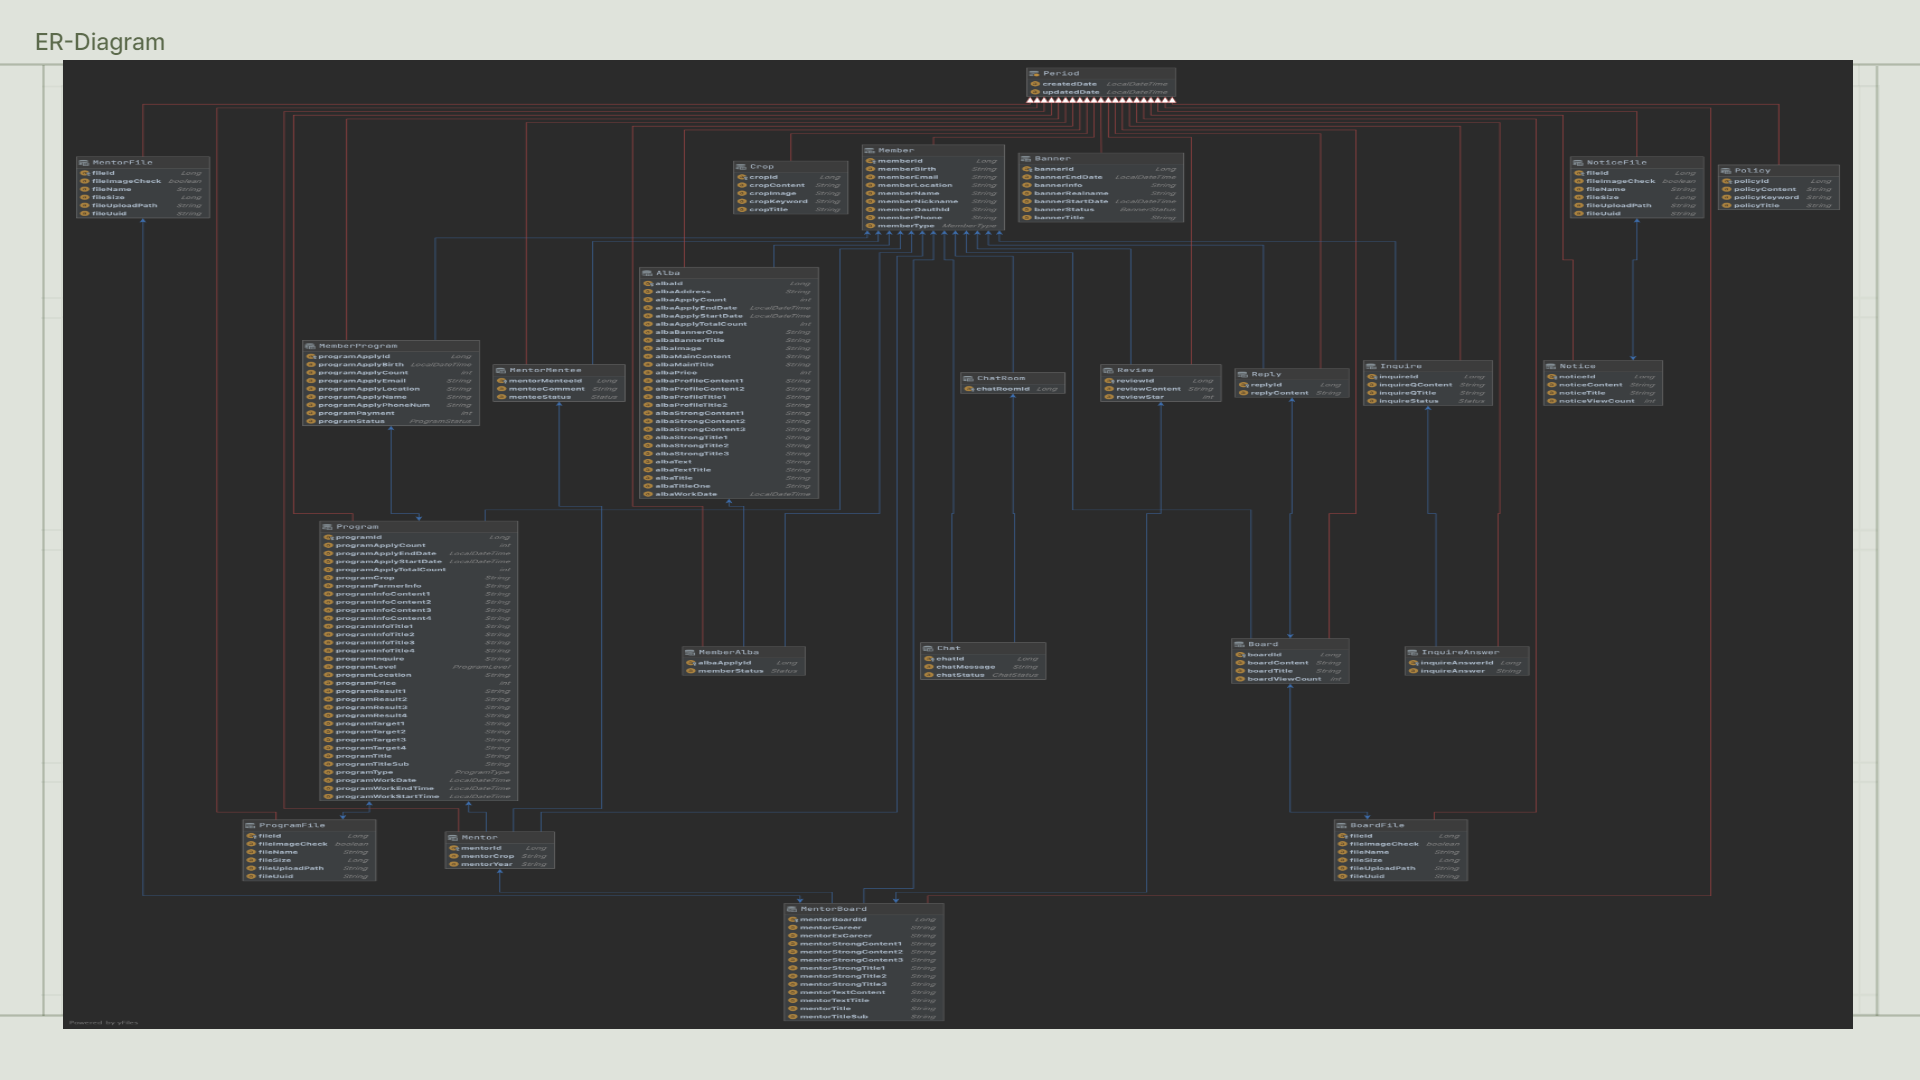 ER-Diagram
Period
createdDate LocalDateTime
updatedDate LocalDateTime
MentorFile
fileId Long
fileImageCheck boolean
fileName String
fileSize Long
fileUploadPath String
fileUuid String
Crop
cropId Long
cropContent String
cropImage String
cropKeyword String
cropTitle String
Member
memberId Long
memberBirth String
memberEmail String
memberLocation String
memberName String
memberNickname String
memberOauthId String
memberPhone String
memberType MemberType
Banner
bannerId Long
bannerEndDate LocalDateTime
bannerInfo String
bannerRealname String
bannerStartDate LocalDateTime
bannerStatus BannerStatus
bannerTitle String
NoticeFile
fileId Long
fileImageCheck boolean
fileName String
fileSize Long
fileUploadPath String
fileUuid String
Policy
policyId Long
policyContent String
policyKeyword String
policyTitle String
Alba
albaId Long
albaAddress String
albaApplyCount int
albaApplyEndDate LocalDateTime
albaApplyStartDate LocalDateTime
albaApplyTotalCount int
albaBannerOne String
albaBannerTitle String
albaImage String
albaMainContent String
albaMainTitle String
albaPrice int
albaProfileContent1 String
albaProfileContent2 String
albaProfileTitle1 String
albaProfileTitle2 String
albaStrongContent1 String
albaStrongContent2 String
albaStrongContent3 String
albaStrongTitle1 String
albaStrongTitle2 String
albaStrongTitle3 String
albaText String
albaTextTitle String
albaTitle String
albaTitleOne String
albaWorkDate LocalDateTime
MemberProgram
programApplyId Long
programApplyBirth LocalDateTime
programApplyCount int
programApplyEmail String
programApplyLocation String
programApplyName String
programApplyPhoneNum String
programPayment int
programStatus ProgramStatus
MentorMentee
mentorMenteeId Long
menteeComment String
menteeStatus Status
ChatRoom
chatRoomId Long
Review
reviewId Long
reviewContent String
reviewStar int
Reply
replyId Long
replyContent String
Inquire
inquireId Long
inquireQContent String
inquireQTitle String
inquireStatus Status
Notice
noticeId Long
noticeContent String
noticeTitle String
noticeViewCount int
Program
programId Long
programApplyCount int
programApplyEndDate LocalDateTime
programApplyStartDate LocalDateTime
programApplyTotalCount int
programCrop String
programFarmerInfo String
programInfoContent1 String
programInfoContent2 String
programInfoContent3 String
programInfoContent4 String
programInfoTitle1 String
programInfoTitle2 String
programInfoTitle3 String
programInfoTitle4 String
programInquire String
programLevel ProgramLevel
programLocation String
programPrice int
programResult1 String
programResult2 String
programResult3 String
programResult4 String
programTarget1 String
programTarget2 String
programTarget3 String
programTarget4 String
programTitle String
programTitleSub String
programType ProgramType
programWorkDate LocalDateTime
programWorkEndTime LocalDateTime
programWorkStartTime LocalDateTime
MemberAlba
albaApplyId Long
memberStatus Status
Chat
chatId Long
chatMessage String
chatStatus ChatStatus
Board
boardId Long
boardContent String
boardTitle String
boardViewCount int
InquireAnswer
inquireAnswerId Long
inquireAnswer String
ProgramFile
fileId Long
fileImageCheck boolean
fileName String
fileSize Long
fileUploadPath String
fileUuid String
Mentor
mentorId Long
mentorCrop String
mentorYear String
BoardFile
fileId Long
fileImageCheck boolean
fileName String
fileSize Long
fileUploadPath String
fileUuid String
MentorBoard
mentorBoardId Long
mentorCareer String
mentorExCareer String
mentorStrongContent1 String
mentorStrongContent2 String
mentorStrongContent3 String
mentorStrongTitle1 String
mentorStrongTitle2 String
mentorStrongTitle3 String
mentorTextContent String
mentorTextTitle String
mentorTitle String
mentorTitleSub String
Powered by yFiles